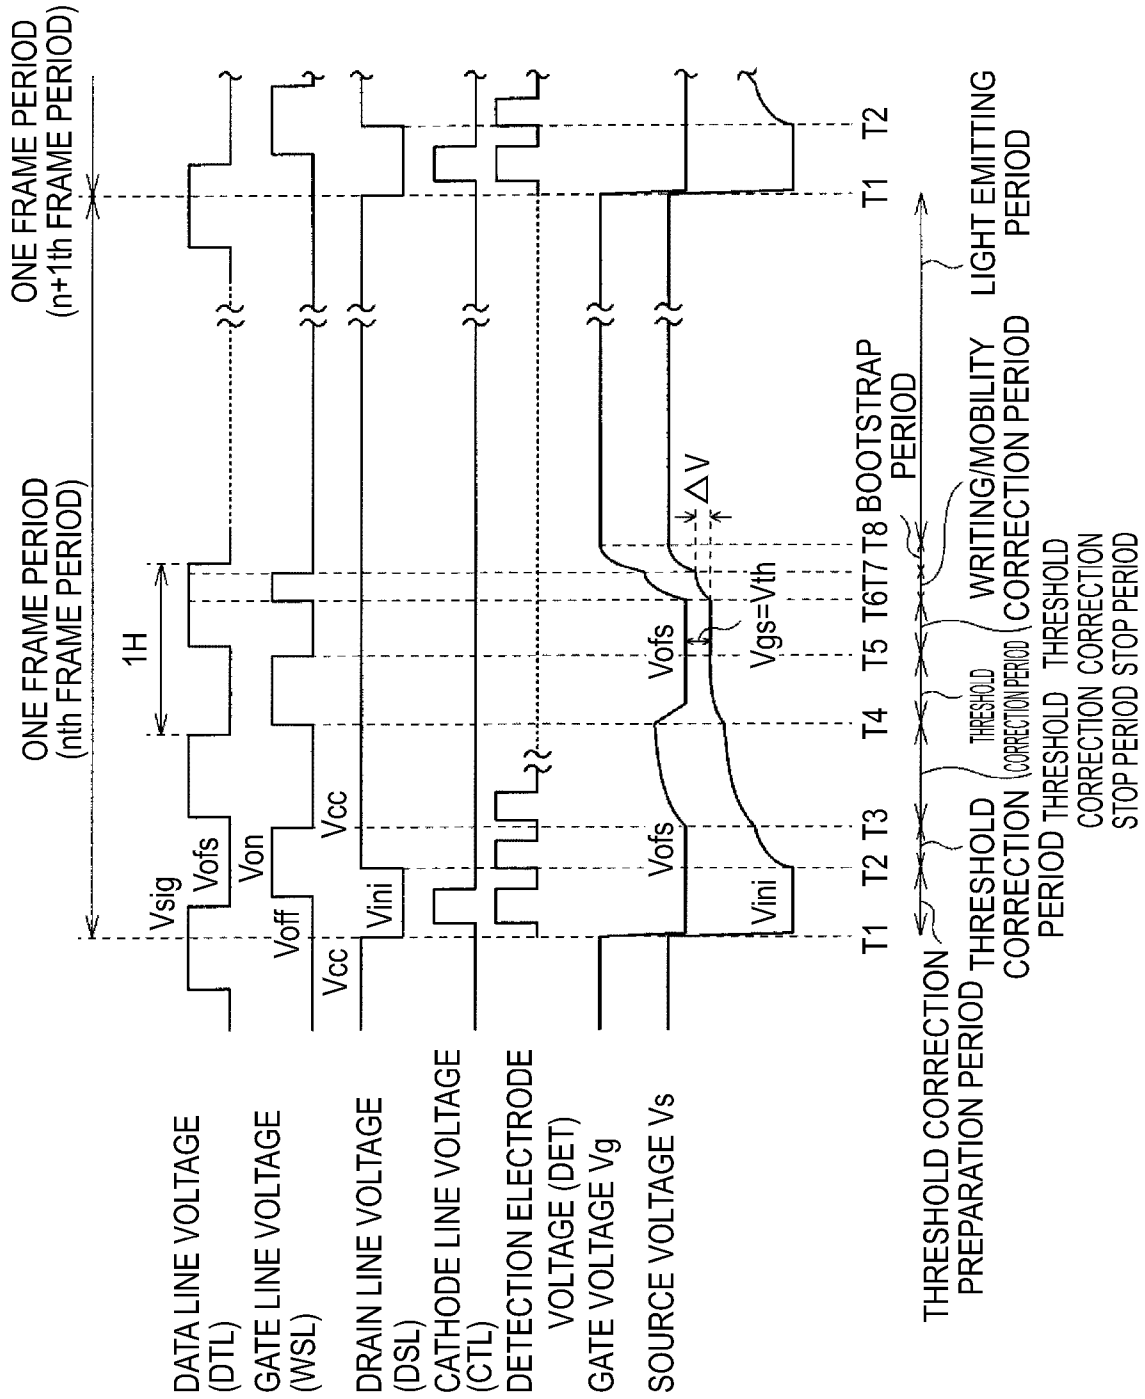 ONE FRAME PERIOD
(nth FRAME PERIOD)
ONE FRAME PERIOD
(n+1th FRAME PERIOD)
1H
DATA LINE VOLTAGE
(DTL)
Vsig
Vofs
GATE LINE VOLTAGE
(WSL)
Von
Voff
Vcc
Vcc
DRAIN LINE VOLTAGE
(DSL)
Vini
CATHODE LINE VOLTAGE
(CTL)
DETECTION ELECTRODE
VOLTAGE (DET)
GATE VOLTAGE Vg
Vofs
Vofs
SOURCE VOLTAGE Vs
Vini
Vgs=Vth
△V
T1
T2
T3
T4
T5
T6
T7
T8
T1
T2
BOOTSTRAP
PERIOD
THRESHOLD CORRECTION
PREPARATION PERIOD
THRESHOLD
CORRECTION
PERIOD
THRESHOLD
CORRECTION
STOP PERIOD
THRESHOLD
CORRECTION PERIOD
THRESHOLD
CORRECTION
STOP PERIOD
WRITING/MOBILITY
CORRECTION PERIOD
LIGHT EMITTING
PERIOD